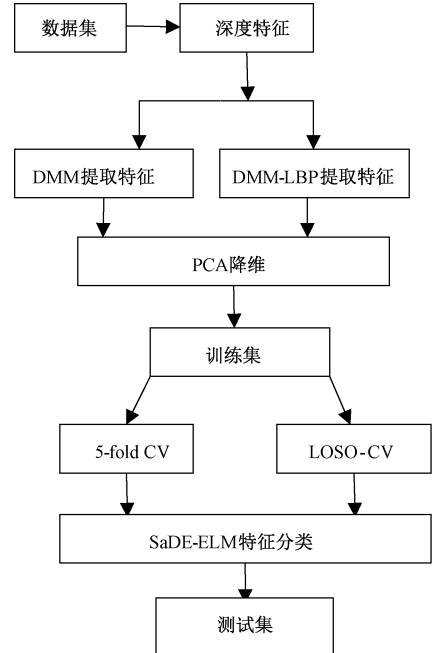 数据集
深度特征
DMM提取特征
DMM-LBP提取特征
PCA降维
训练集
5-fold CV
LOSO-CV
SaDE-ELM特征分类
测试集